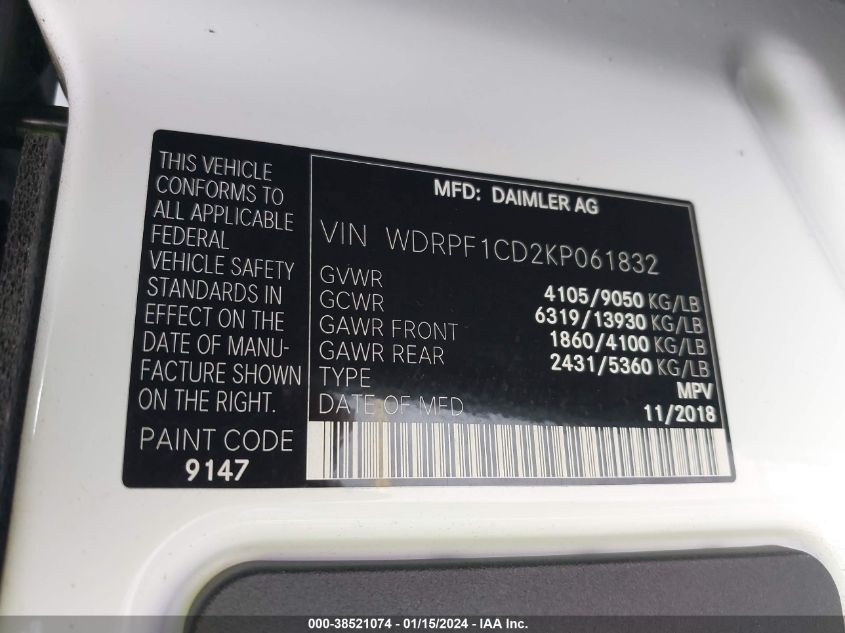 THIS VEHICLE
CONFORMS TO
ALL APPLICABLE
FEDERAL
VEHICLE SAFETY
STANDARDS IN
EFFECT ON THE
DATE OF MANU-
FACTURE SHOWN
ON THE RIGHT.
PAINT CODE
9147
MFD: DAIMLER AG
VIN WDRPF1CD2KP061832
GVWR 4105/9050 KG/LB
GCWR 6319/13930 KG/LB
GAWR FRONT 1860/4100 KG/LB
GAWR REAR 2431/5360 KG/LB
TYPE MPV
DATE OF MFD 11/2018
000-38521074 - 01/15/2024 - IAA Inc.